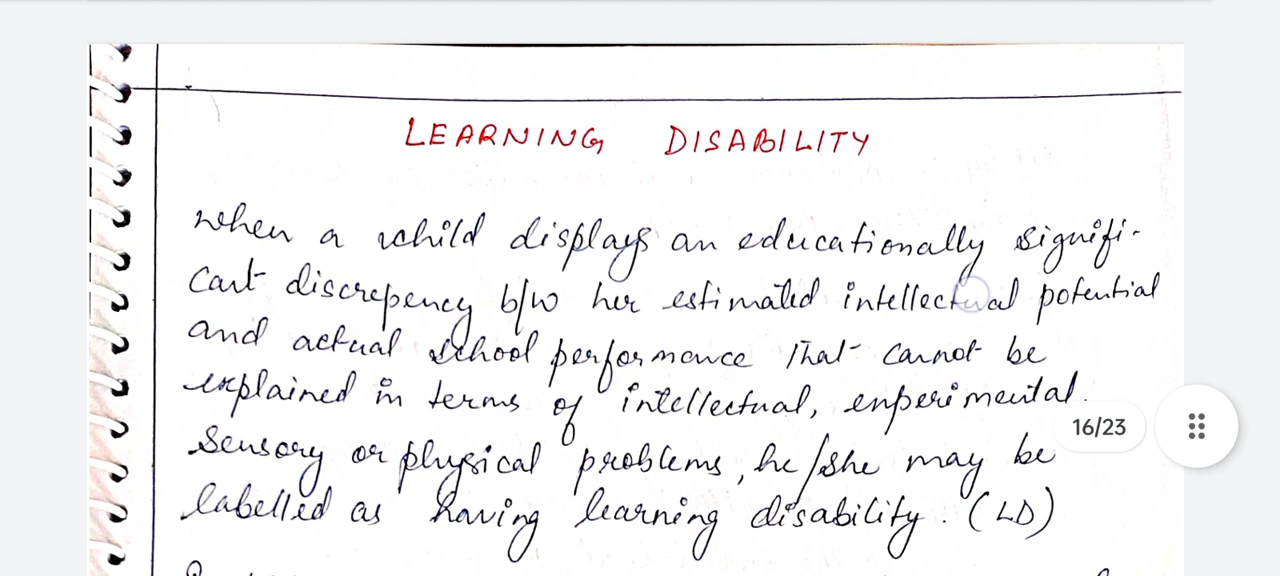 LEARNING DISABILITY
when a child displays an educationally signifi-
cant discrepency b/w her estimated intellectual potential
and actual school performance that cannot be
explained in terms of intellectual, experimental
16/23
sensory or physical problems, he/she may be
labelled as having learning disability. (LD)